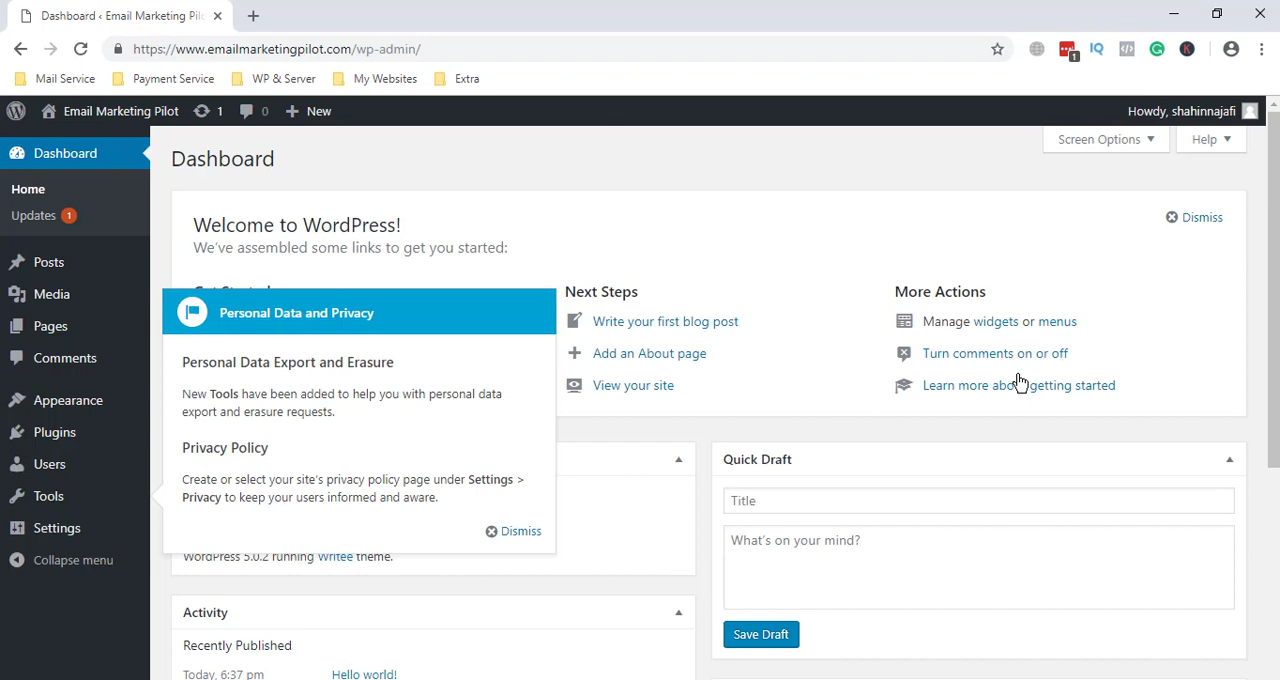 Dashboard ‹ Email Marketing Pil
https://www.emailmarketingpilot.com/wp-admin/
1
IQ
K
Mail Service
Payment Service
WP & Server
My Websites
Extra
Email Marketing Pilot
1
0
New
Howdy, shahinnajafi
Dashboard
Home
Updates 1
Posts
Media
Pages
Comments
Appearance
Plugins
Users
Tools
Settings
Collapse menu
Dashboard
Screen Options
Help
Welcome to WordPress!
Dismiss
We've assembled some links to get you started:
Personal Data and Privacy
Personal Data Export and Erasure
New Tools have been added to help you with personal data
export and erasure requests.
Privacy Policy
Create or select your site's privacy policy page under Settings >
Privacy to keep your users informed and aware.
Dismiss
Next Steps
Write your first blog post
Add an About page
View your site
More Actions
Manage widgets or menus
Turn comments on or off
Learn more about getting started
WordPress 5.0.2 running Writee theme.
Activity
Recently Published
Today, 6:37 pm Hello world!
Quick Draft
Title
What's on your mind?
Save Draft